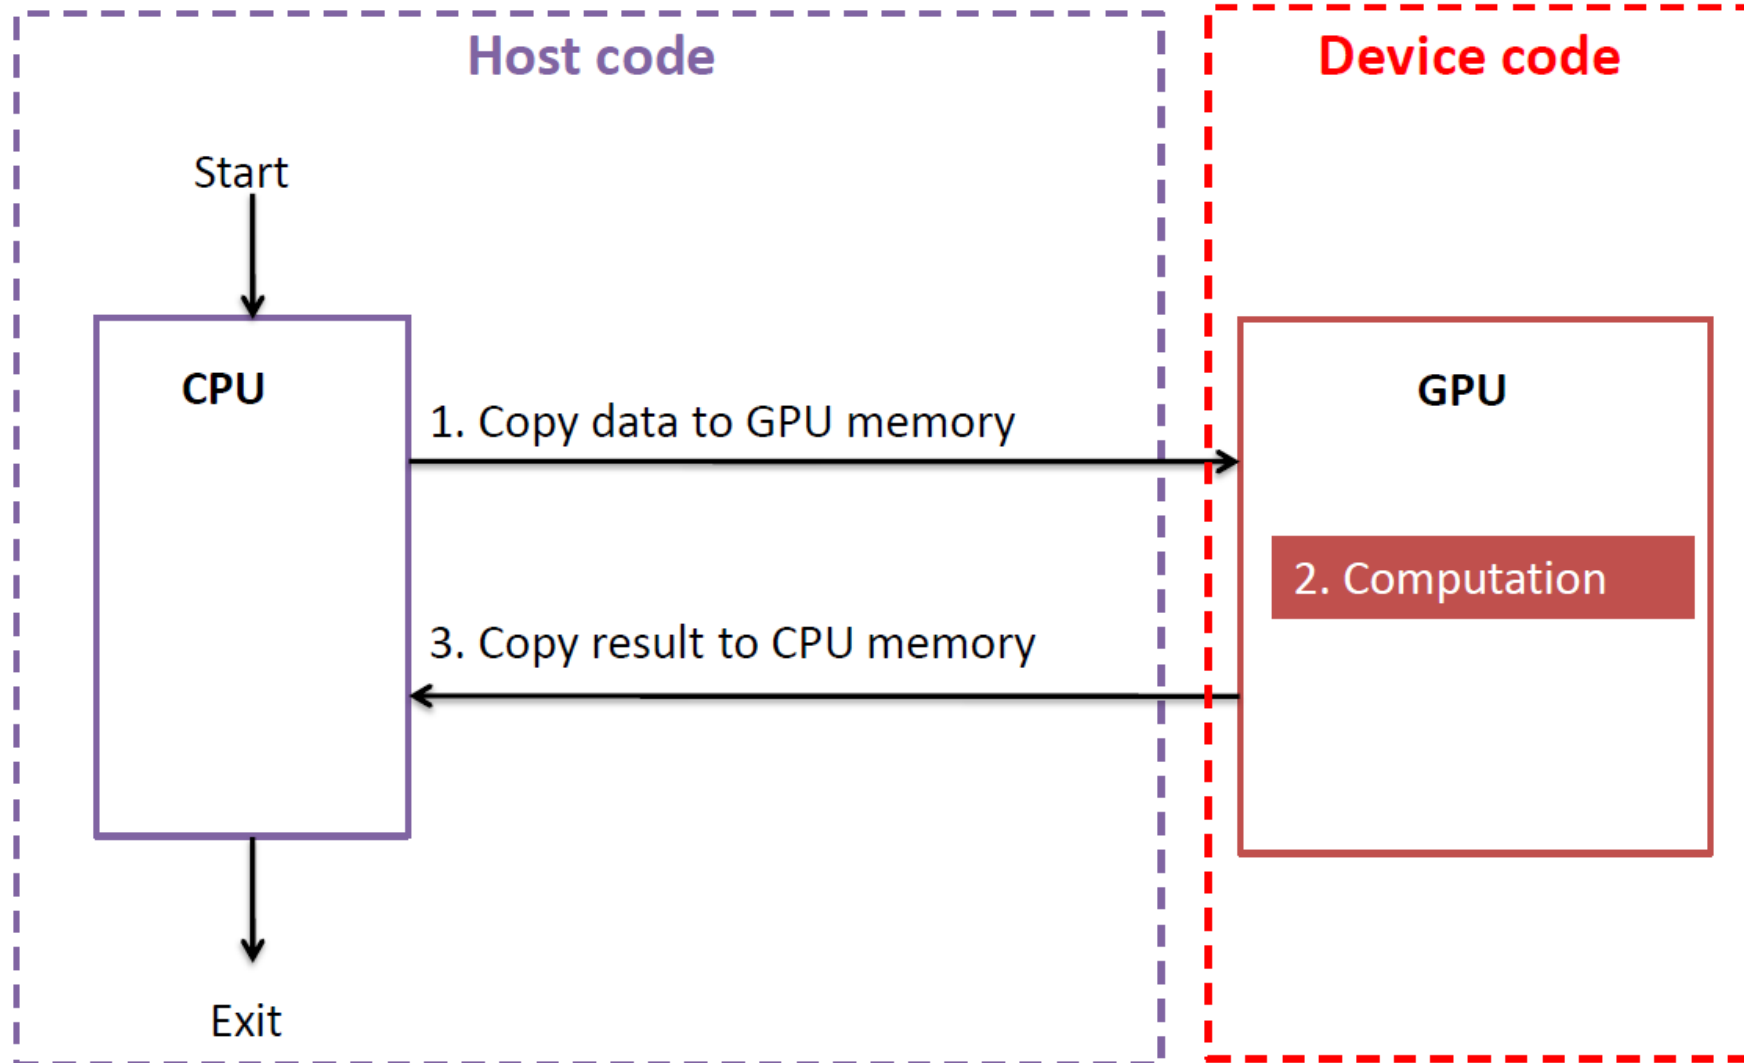 Host code
Device code
Start
CPU
GPU
1. Copy data to GPU memory
2. Computation
3. Copy result to CPU memory
Exit